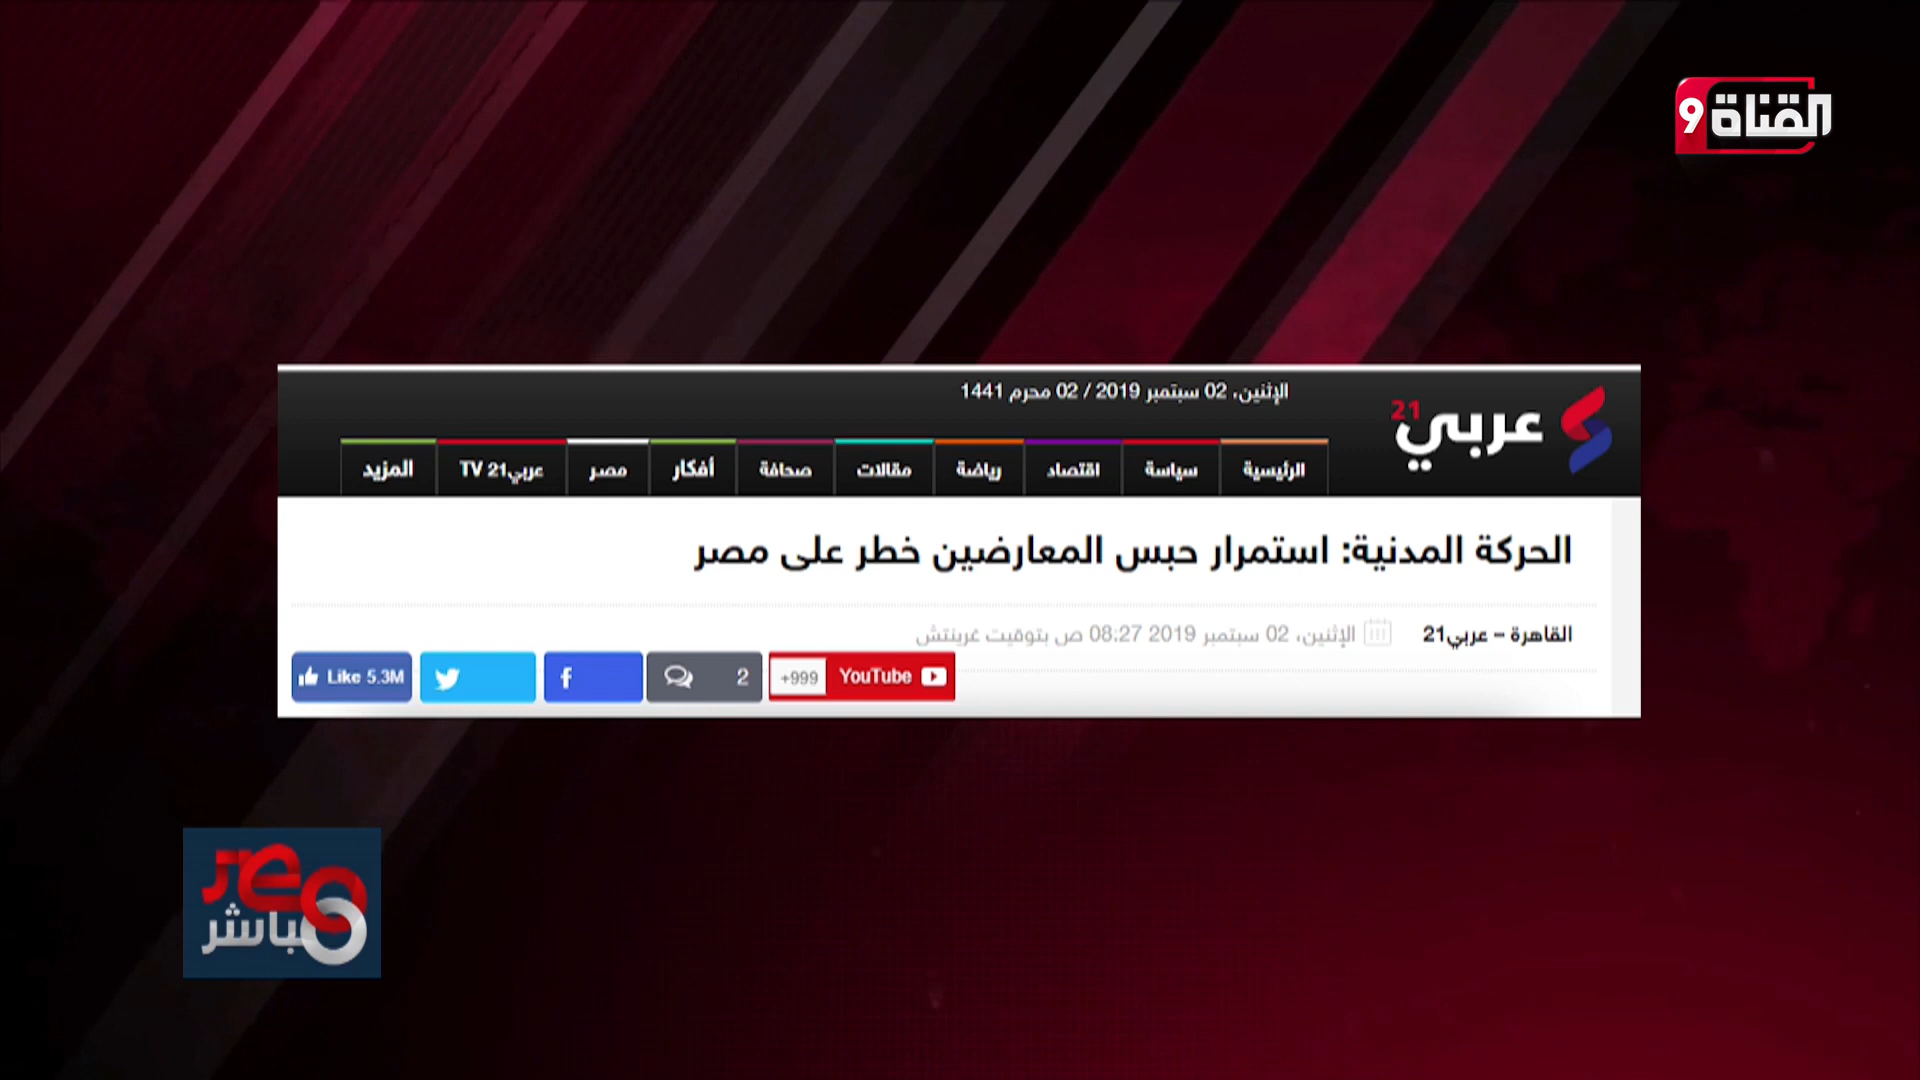 القناة 9
الإثنين، 02 سبتمبر 2019 / 02 محرم 1441
عربي 21
الرئيسية سياسة اقتصاد رياضة مقالات صحافة أفكار مصر عربي21 TV المزيد
الحركة المدنية: استمرار حبس المعارضين خطر على مصر
القاهرة – عربي21 الإثنين، 02 سبتمبر 2019 08:27 ص بتوقيت غرينتش
Like 5.3M 2 +999 YouTube
مصر
مباشر